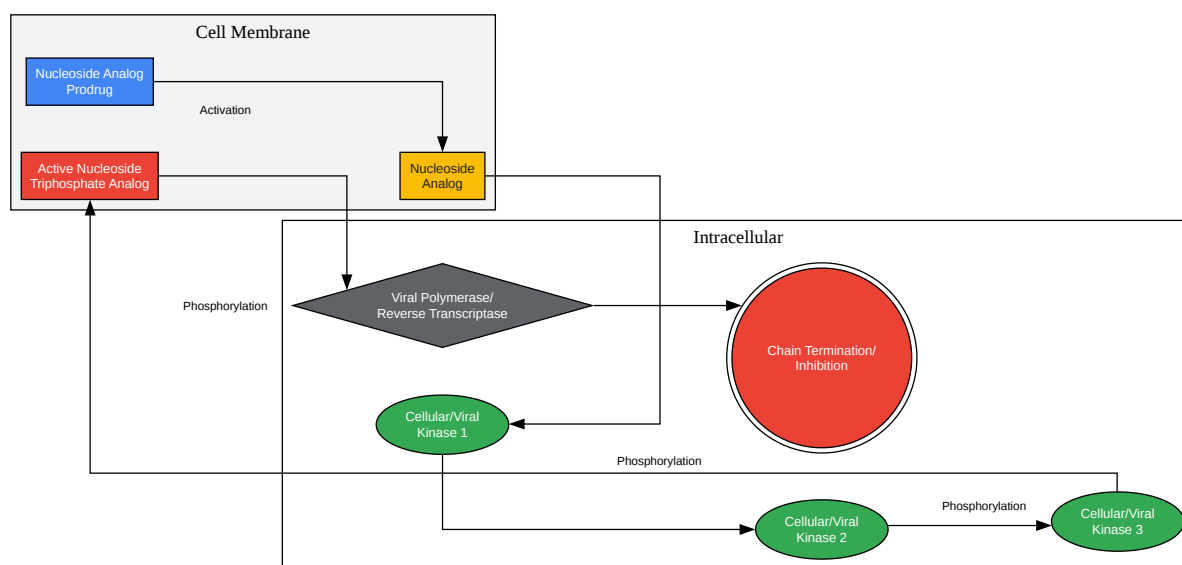 Cell Membrane
Nucleoside Analog
Prodrug
Activation
Active Nucleoside
Triphosphate Analog
Nucleoside
Analog
Intracellular
Phosphorylation
Viral Polymerase/
Reverse Transcriptase
Chain Termination/
Inhibition
Cellular/Viral
Kinase 1
Phosphorylation
Cellular/Viral
Kinase 2
Phosphorylation
Cellular/Viral
Kinase 3